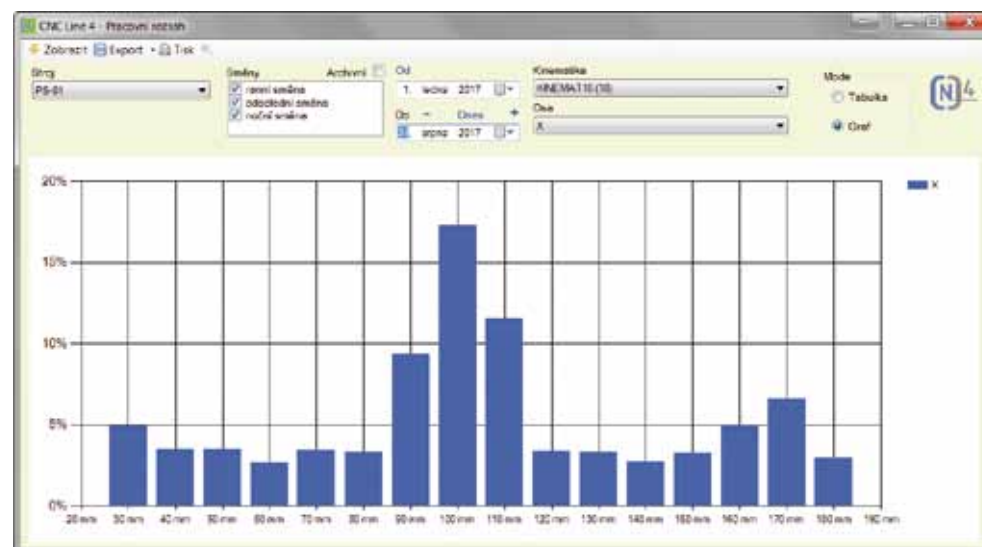 CNC Line 4 - Pracovní rozsah
Zobrazit Export Tisk
Stroj
PS-01
Směny Archivní
ranní směna
odpolední směna
noční směna
Od
1. ledna 2017
Do - Dnes +
srpna 2017
Kinematika
KINEMAT10 (10)
Osa
X
Mode
Tabulka
Graf
N 4
20%
15%
10%
5%
0%
20 mm 30 mm 40 mm 50 mm 60 mm 70 mm 80 mm 90 mm 100 mm 110 mm 120 mm 130 mm 140 mm 150 mm 160 mm 170 mm 180 mm 190 mm
X